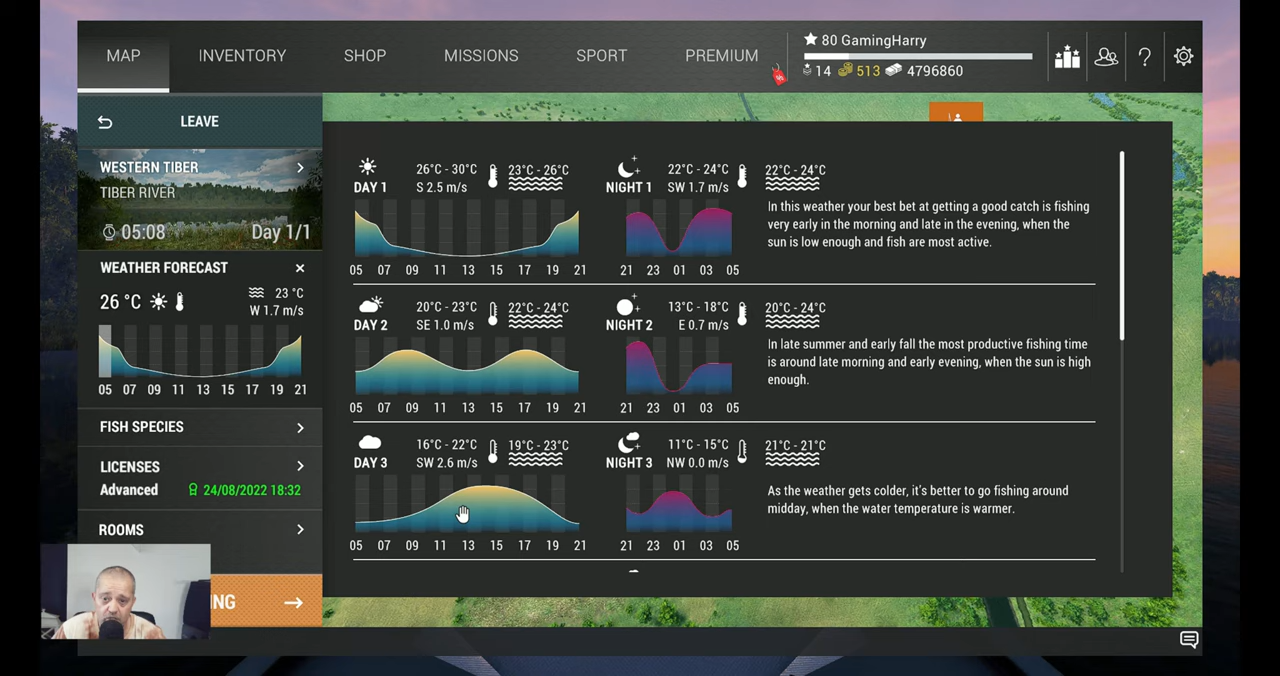 MAP
INVENTORY
SHOP
MISSIONS
SPORT
PREMIUM
80 GamingHarry
14 513 4796860
?
LEAVE
WESTERN TIBER
TIBER RIVER
05:08 Day 1/1
WEATHER FORECAST
26 °C 23 °C
W 1.7 m/s
05 07 09 11 13 15 17 19 21
FISH SPECIES
LICENSES
Advanced 24/08/2022 18:32
ROOMS
NG
DAY 1
26°C - 30°C
S 2.5 m/s
23°C - 26°C
05 07 09 11 13 15 17 19 21
NIGHT 1
22°C - 24°C
SW 1.7 m/s
22°C - 24°C
21 23 01 03 05
In this weather your best bet at getting a good catch is fishing
very early in the morning and late in the evening, when the
sun is low enough and fish are most active.
DAY 2
20°C - 23°C
SE 1.0 m/s
22°C - 24°C
05 07 09 11 13 15 17 19 21
NIGHT 2
13°C - 18°C
E 0.7 m/s
20°C - 24°C
21 23 01 03 05
In late summer and early fall the most productive fishing time
is around late morning and early evening, when the sun is high
enough.
DAY 3
16°C - 22°C
SW 2.6 m/s
19°C - 23°C
05 07 09 11 13 15 17 19 21
NIGHT 3
11°C - 15°C
NW 0.0 m/s
21°C - 21°C
21 23 01 03 05
As the weather gets colder, it's better to go fishing around
midday, when the water temperature is warmer.